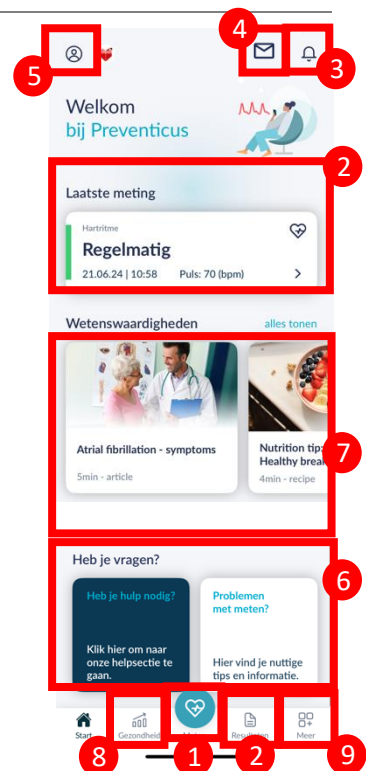 4
5
3
Welkom
bij Preventicus
2
Laatste meting
Hartritme
Regelmatig
21.06.24 | 10:58 Puls: 70 (bpm)
Wetenswaardigheden alles tonen
Atrial fibrillation - symptoms
5min - article
Nutrition tip:
Healthy break
4min - recipe
7
Heb je vragen?
6
Heb je hulp nodig?
Klik hier om naar
onze helpsectie te
gaan.
Problemen
met meten?
Hier vind je nuttige
tips en informatie.
Start Gezondheid Resultaten Meer
8 1 2 9